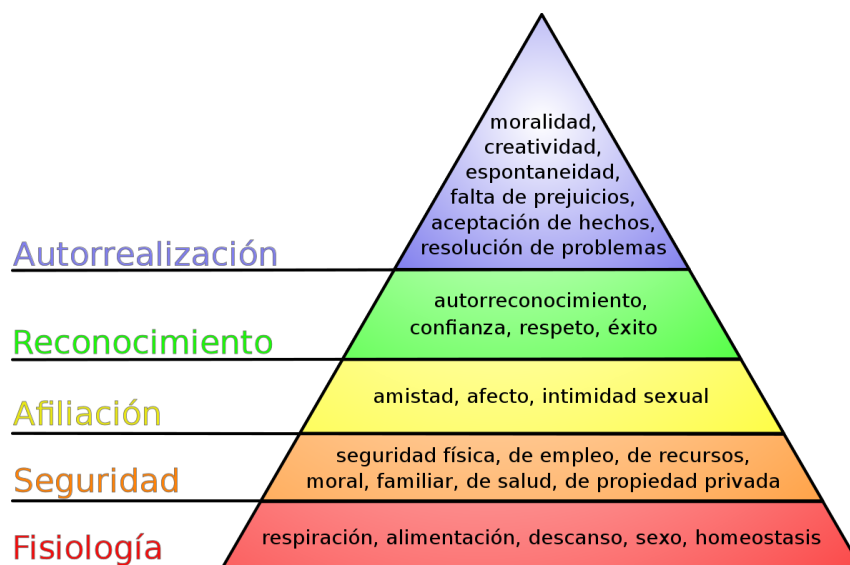 moralidad,
creatividad,
espontaneidad,
falta de prejuicios,
aceptación de hechos,
resolución de problemas
Autorrealización
autorreconocimiento,
confianza, respeto, éxito
Reconocimiento
amistad, afecto, intimidad sexual
Afiliación
seguridad física, de empleo, de recursos,
moral, familiar, de salud, de propiedad privada
Seguridad
respiración, alimentación, descanso, sexo, homeostasis
Fisiología